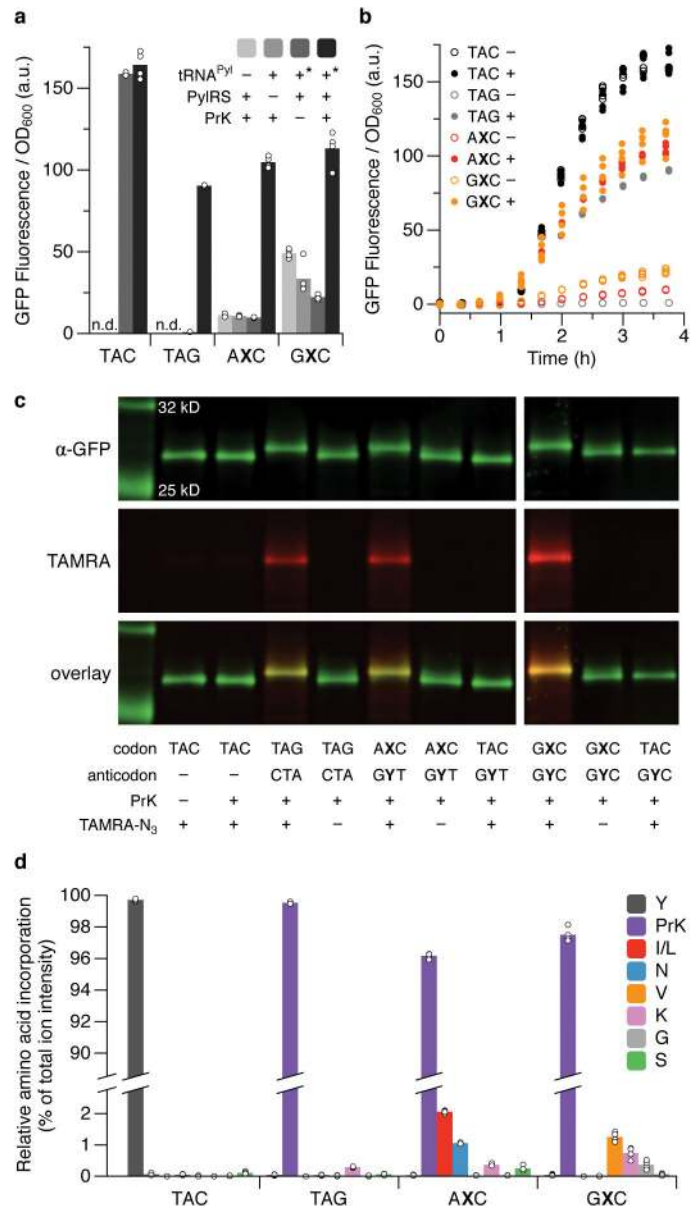 a
GFP Fluorescence / OD600 (a.u.)
150
100
50
0
tRNAPyl – + +* +*
PylRS + – + +
PrK + + – +
n.d. n.d.
TAC TAG AXC GXC
b
GFP Fluorescence / OD600 (a.u.)
150
100
50
0
TAC –
TAC +
TAG –
TAG +
AXC –
AXC +
GXC –
GXC +
0 1 2 3 4
Time (h)
c
α-GFP
32 kD
25 kD
TAMRA
overlay
codon TAC TAC TAG TAG AXC AXC TAC GXC GXC TAC
anticodon – – CTA CTA GYT GYT GYT GYC GYC GYC
PrK – + + + + + + + + +
TAMRA-N3 + + + – + – + + – +
d
Relative amino acid incorporation
(% of total ion intensity)
100
98
96
94
92
90
2
1
0
Y
PrK
I/L
N
V
K
G
S
TAC TAG AXC GXC